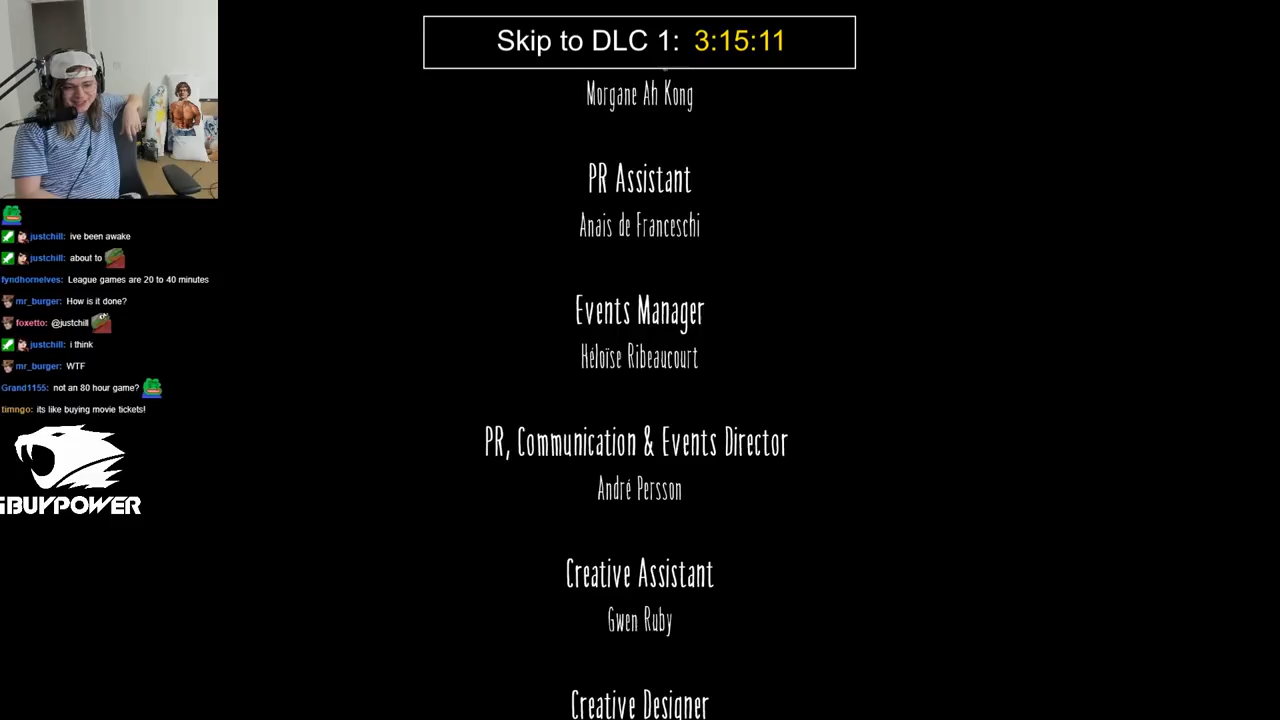 Skip to DLC 1: 3:15:11
Morgane Ah Kong
PR Assistant
Anais de Franceschi
Events Manager
Héloïse Ribeaucourt
PR, Communication & Events Director
André Persson
Creative Assistant
Gwen Ruby
Creative Designer
justchill: ive been awake
justchill: about to
fyndhornelves: League games are 20 to 40 minutes
mr_burger: How is it done?
foxetto: @justchill
justchill: i think
mr_burger: WTF
Grand1155: not an 80 hour game?
timngo: its like buying movie tickets!
iBUYPOWER